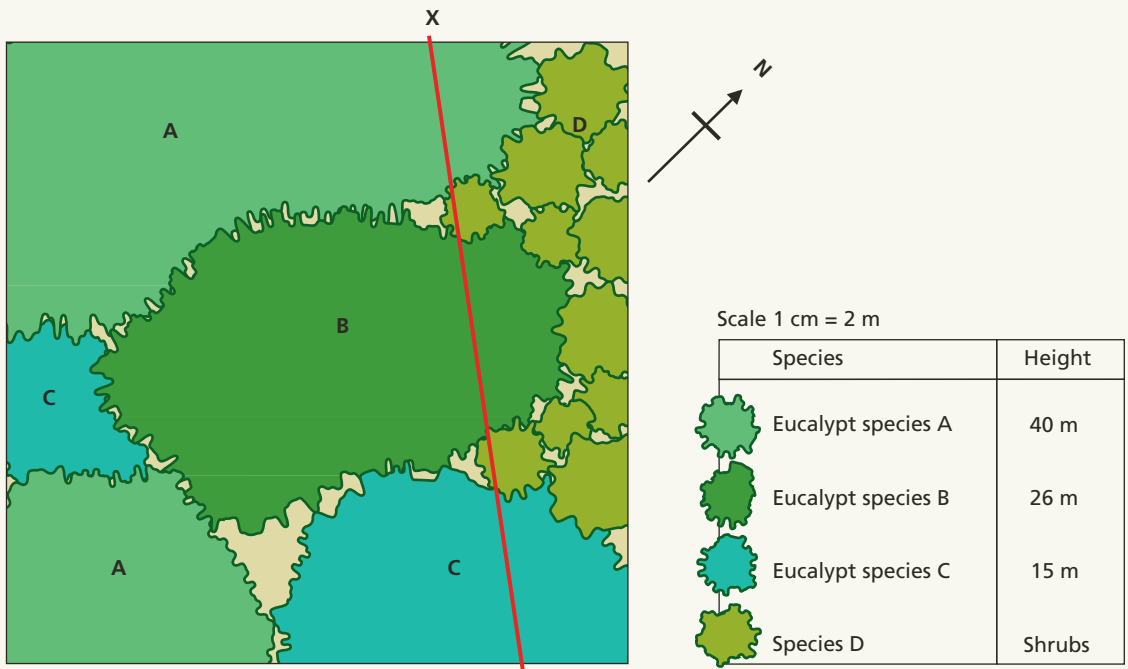 X
A
D
N
B
C
A
C
Scale 1 cm = 2 m
Species Height
Eucalypt species A 40 m
Eucalypt species B 26 m
Eucalypt species C 15 m
Species D Shrubs